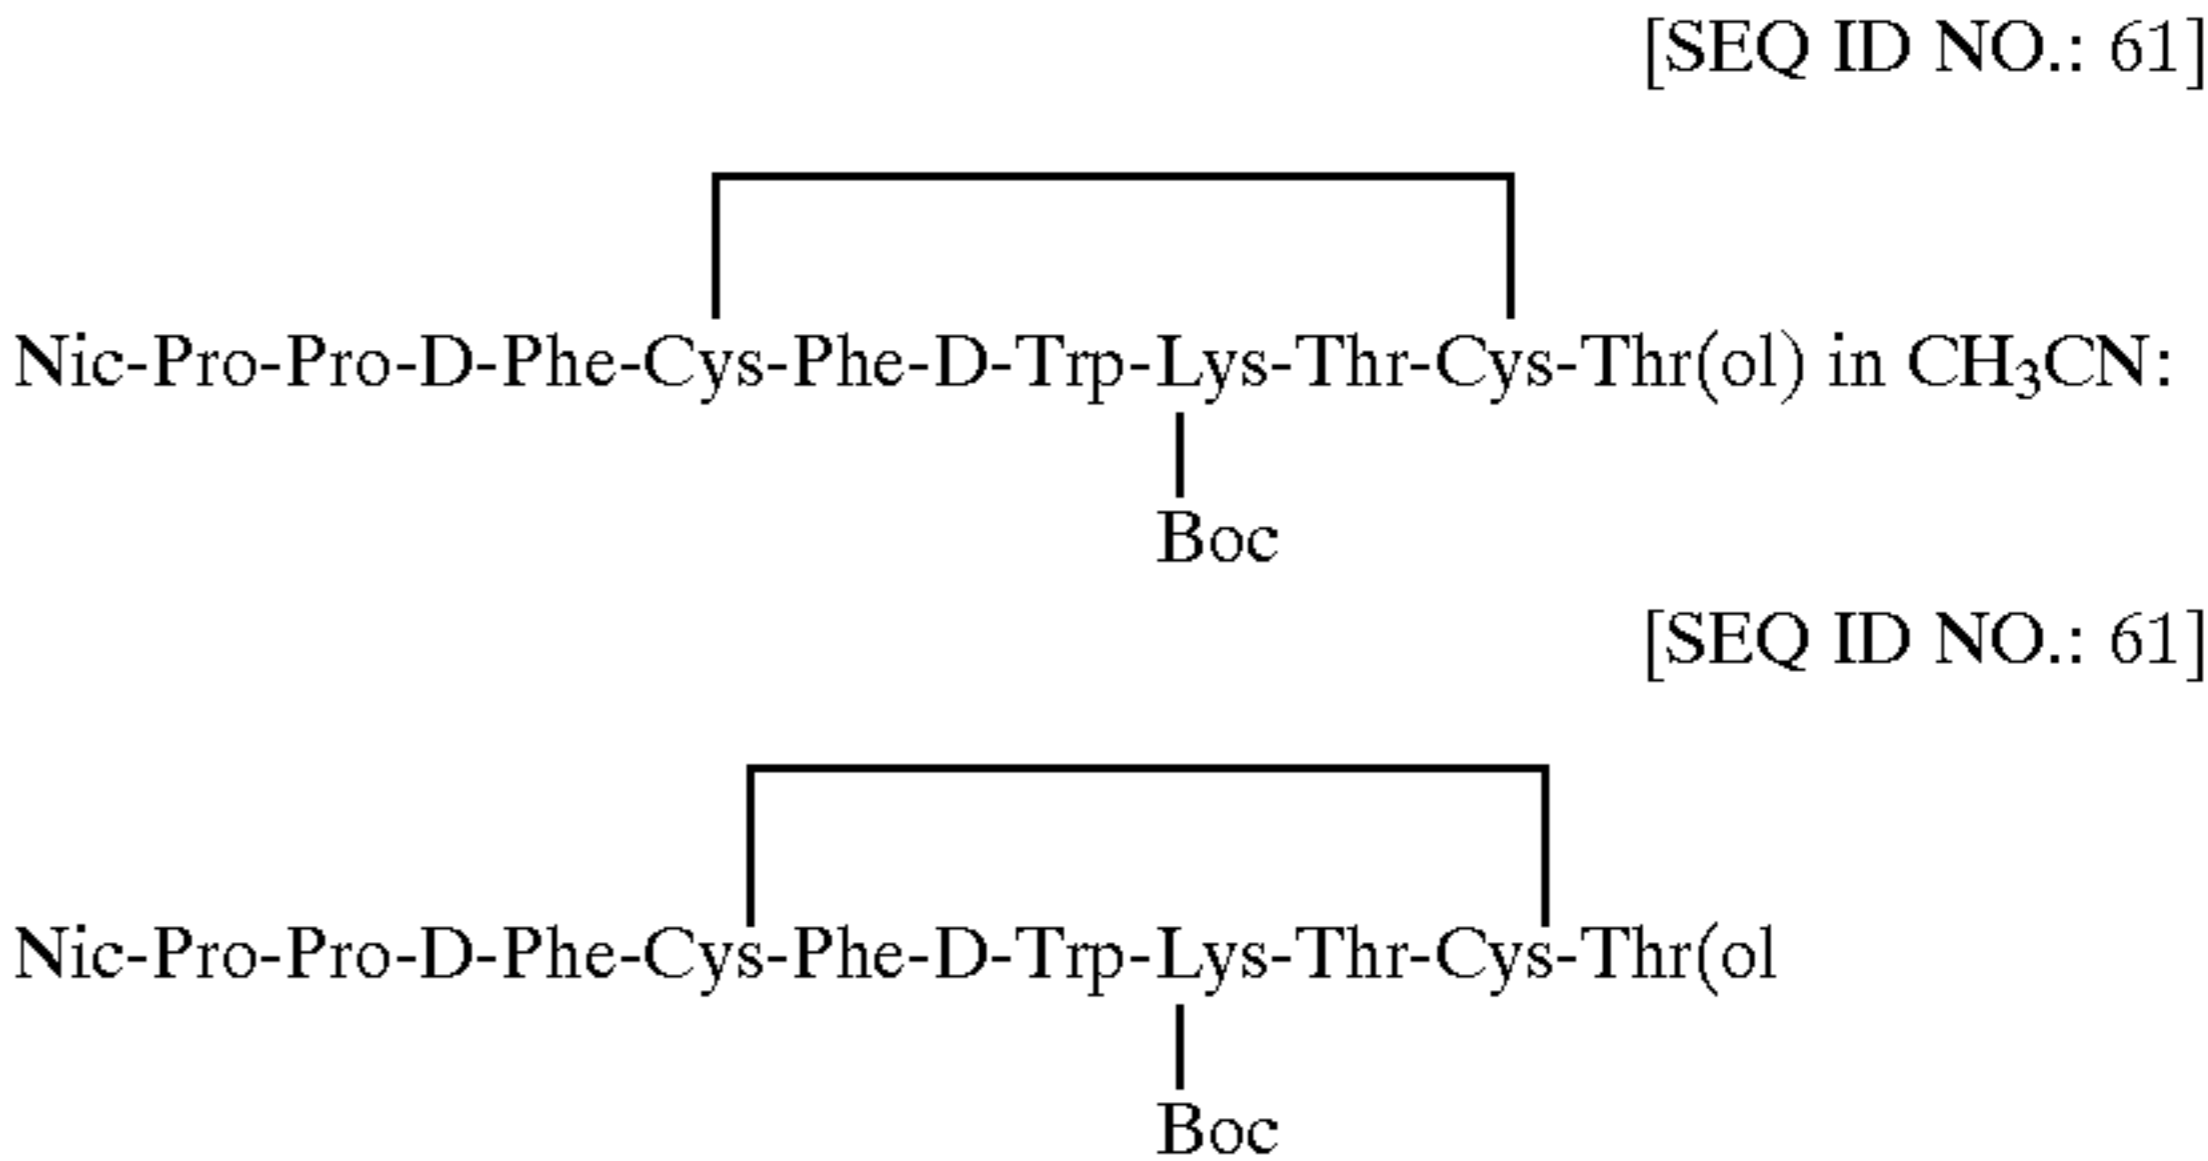 [SEQ ID NO.: 61]
Nic-Pro-Pro-D-Phe-Cys-Phe-D-Trp-Lys-Thr-Cys-Thr(ol) in CH₃CN:
Boc
[SEQ ID NO.: 61]
Nic-Pro-Pro-D-Phe-Cys-Phe-D-Trp-Lys-Thr-Cys-Thr(ol
Boc